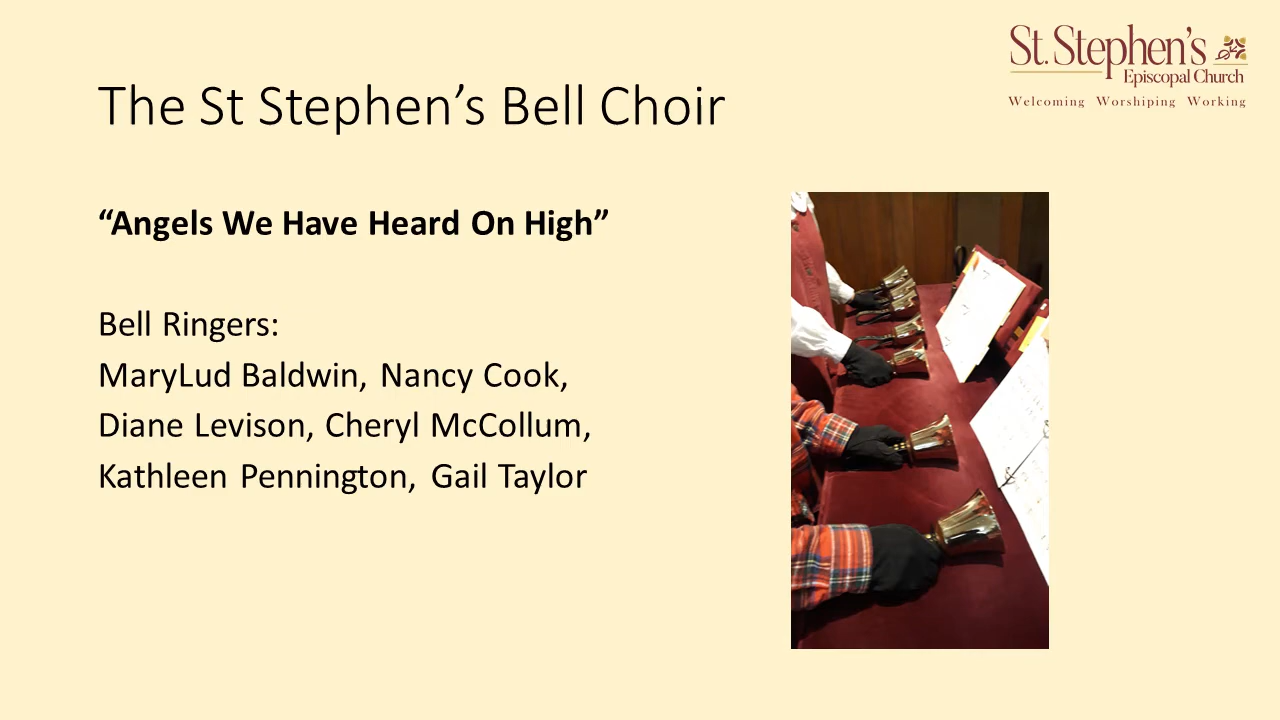 St. Stephen's
Episcopal Church
Welcoming Worshiping Working
The St Stephen’s Bell Choir
“Angels We Have Heard On High”
Bell Ringers:
MaryLud Baldwin, Nancy Cook,
Diane Levison, Cheryl McCollum,
Kathleen Pennington, Gail Taylor